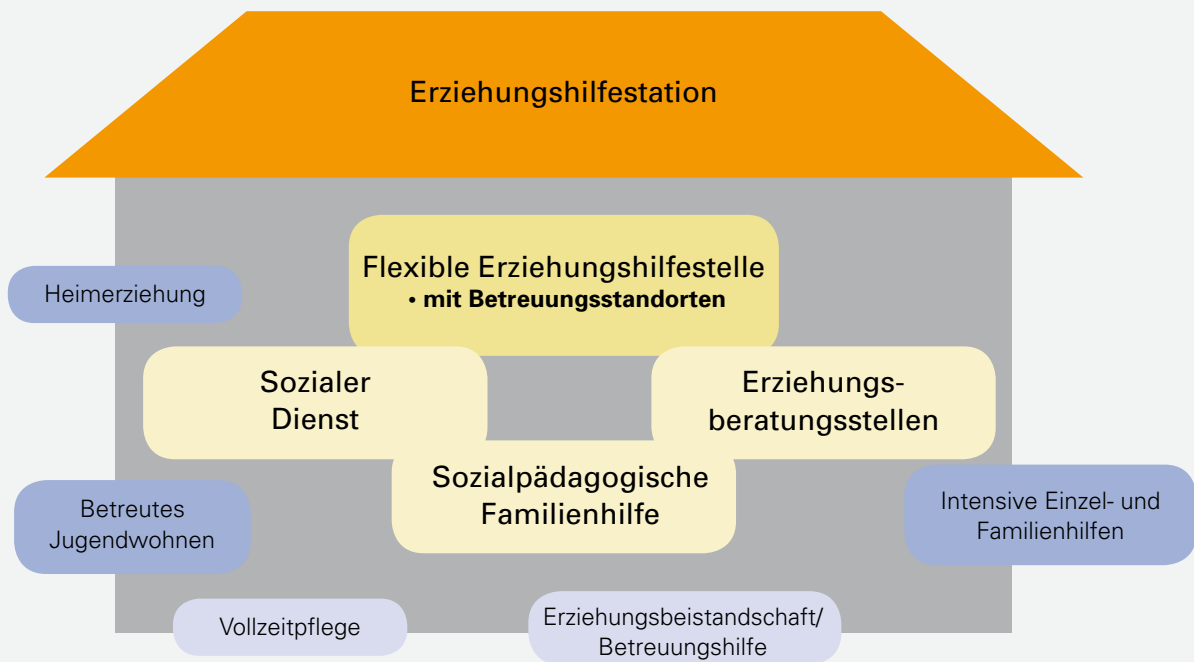 Erziehungshilfestation
Flexible Erziehungshilfestelle
• mit Betreuungsstandorten
Heimerziehung
Sozialer
Dienst
Erziehungs-
beratungsstellen
Sozialpädagogische
Familienhilfe
Betreutes
Jugendwohnen
Intensive Einzel- und
Familienhilfen
Vollzeitpflege
Erziehungsbeistandschaft/
Betreuungshilfe